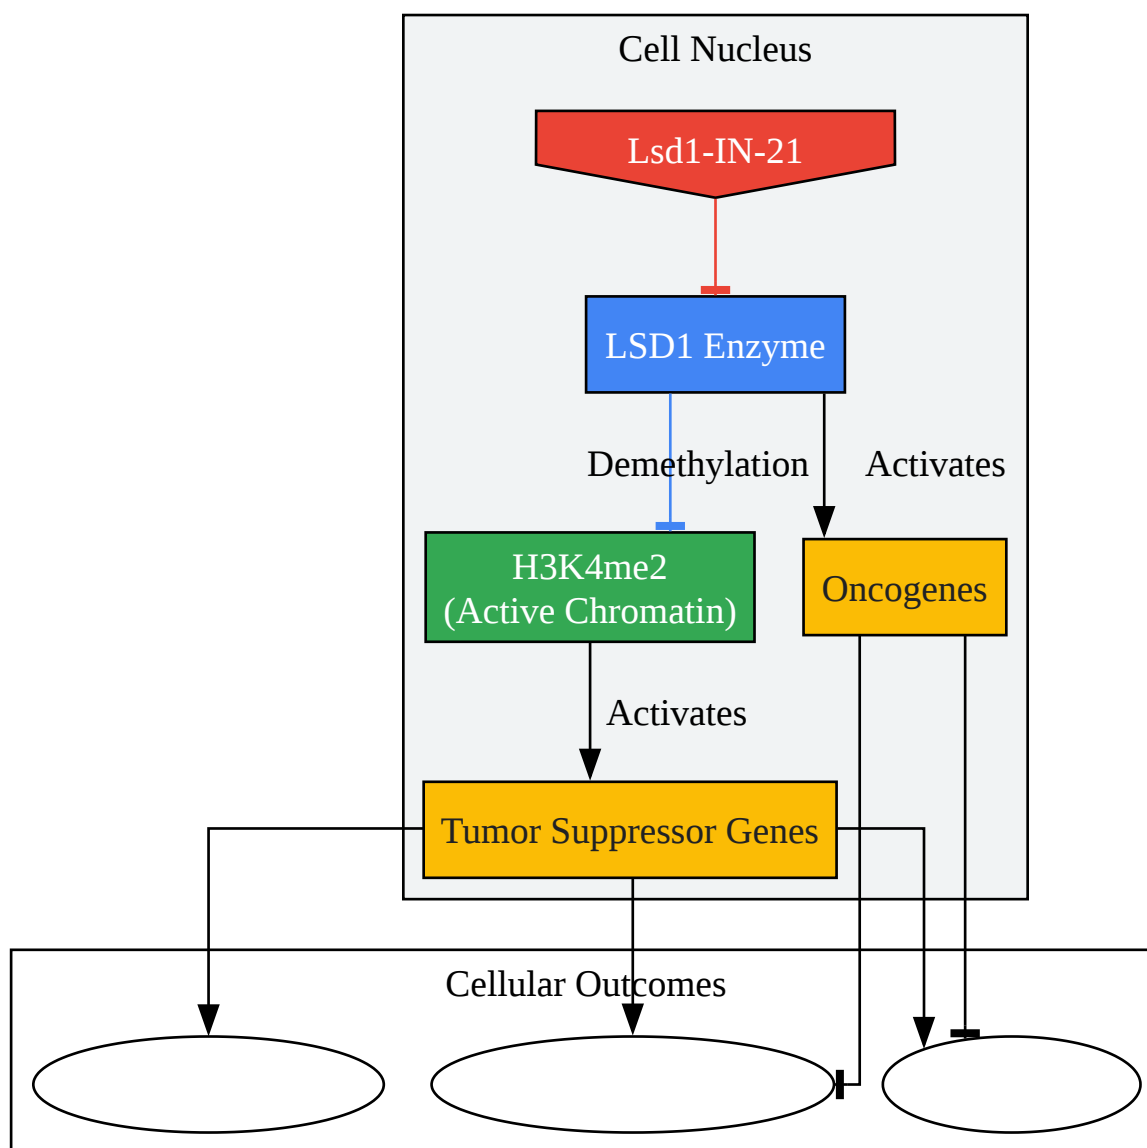 Cell Nucleus
Lsd1-IN-21
LSD1 Enzyme
Demethylation
Activates
H3K4me2
(Active Chromatin)
Oncogenes
Activates
Tumor Suppressor Genes
Cellular Outcomes